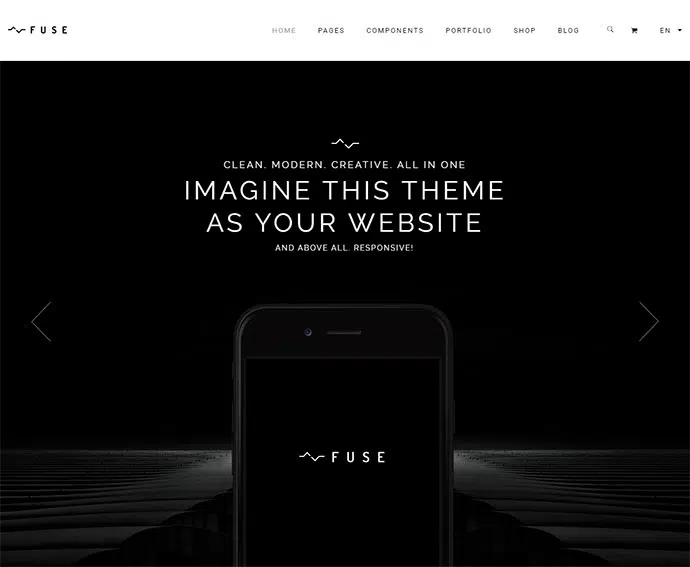 FUSE
HOME PAGES COMPONENTS PORTFOLIO SHOP BLOG EN
CLEAN. MODERN. CREATIVE. ALL IN ONE
IMAGINE THIS THEME
AS YOUR WEBSITE
AND ABOVE ALL. RESPONSIVE!
FUSE